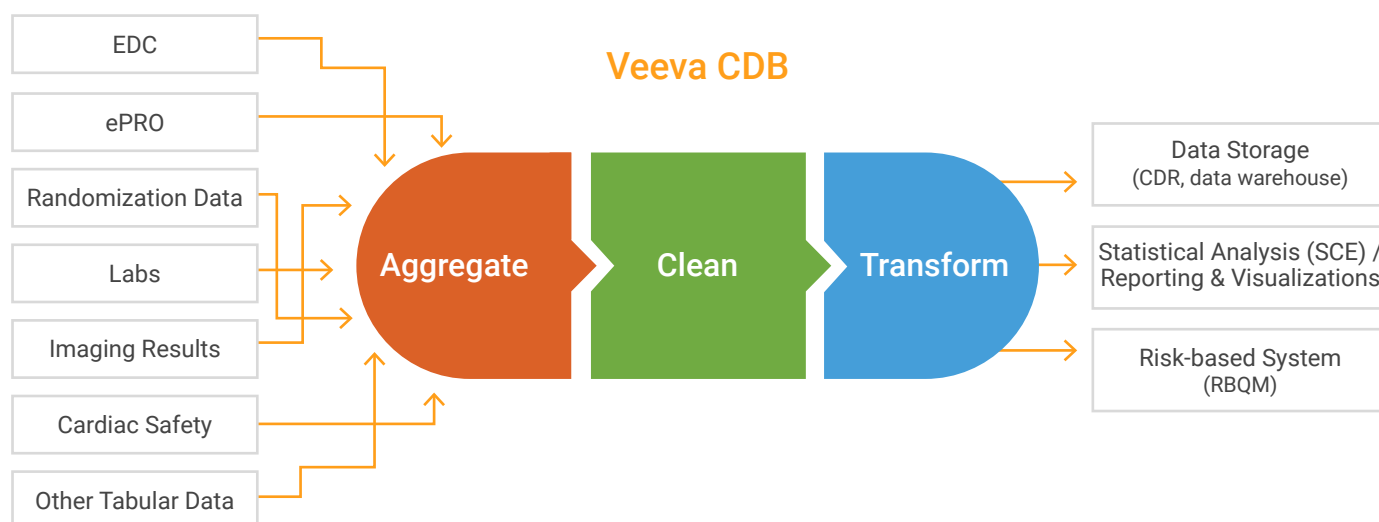 Veeva CDB
EDC
ePRO
Randomization Data
Labs
Imaging Results
Cardiac Safety
Other Tabular Data
Aggregate
Clean
Transform
Data Storage
(CDR, data warehouse)
Statistical Analysis (SCE) /
Reporting & Visualizations
Risk-based System
(RBQM)